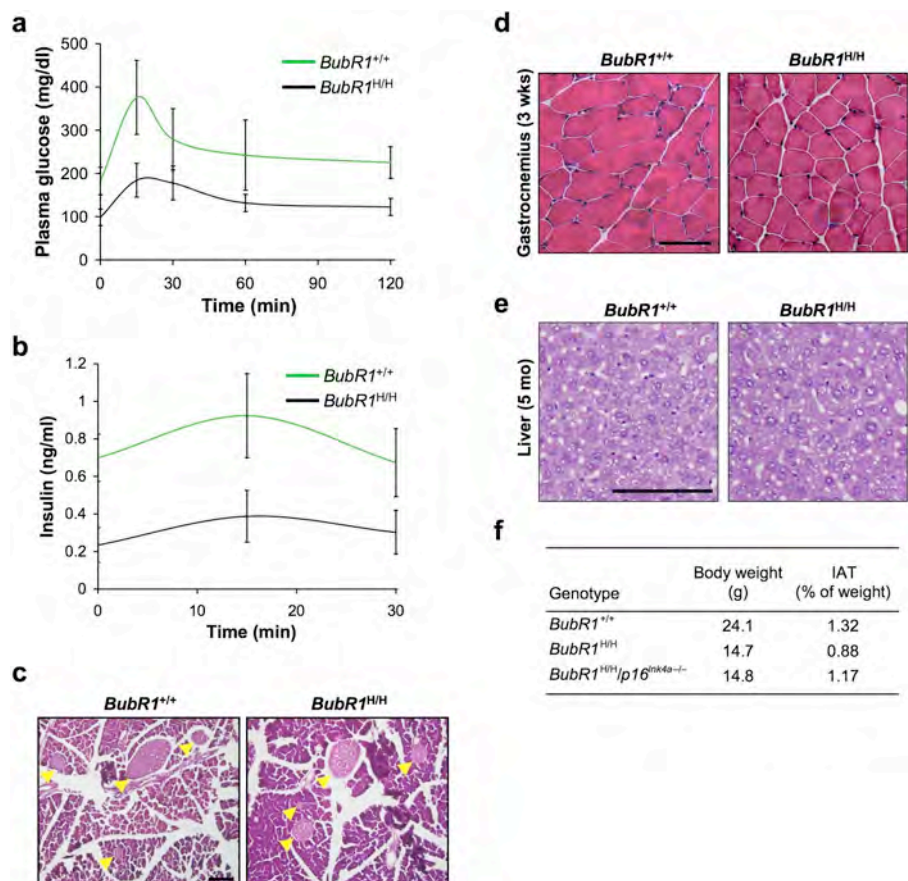 a
Plasma glucose (mg/dl)
500
400
300
200
100
0
BubR1+/+
BubR1H/H
0 30 60 90 120
Time (min)
b
Insulin (ng/ml)
1.2
1
0.8
0.6
0.4
0.2
0
BubR1+/+
BubR1H/H
0 10 20 30
Time (min)
c
BubR1+/+ BubR1H/H
d
BubR1+/+ BubR1H/H
Gastrocnemius (3 wks)
e
BubR1+/+ BubR1H/H
Liver (5 mo)
f
Genotype Body weight (g) IAT (% of weight)
BubR1+/+ 24.1 1.32
BubR1H/H 14.7 0.88
BubR1H/H/p16Ink4a–/– 14.8 1.17